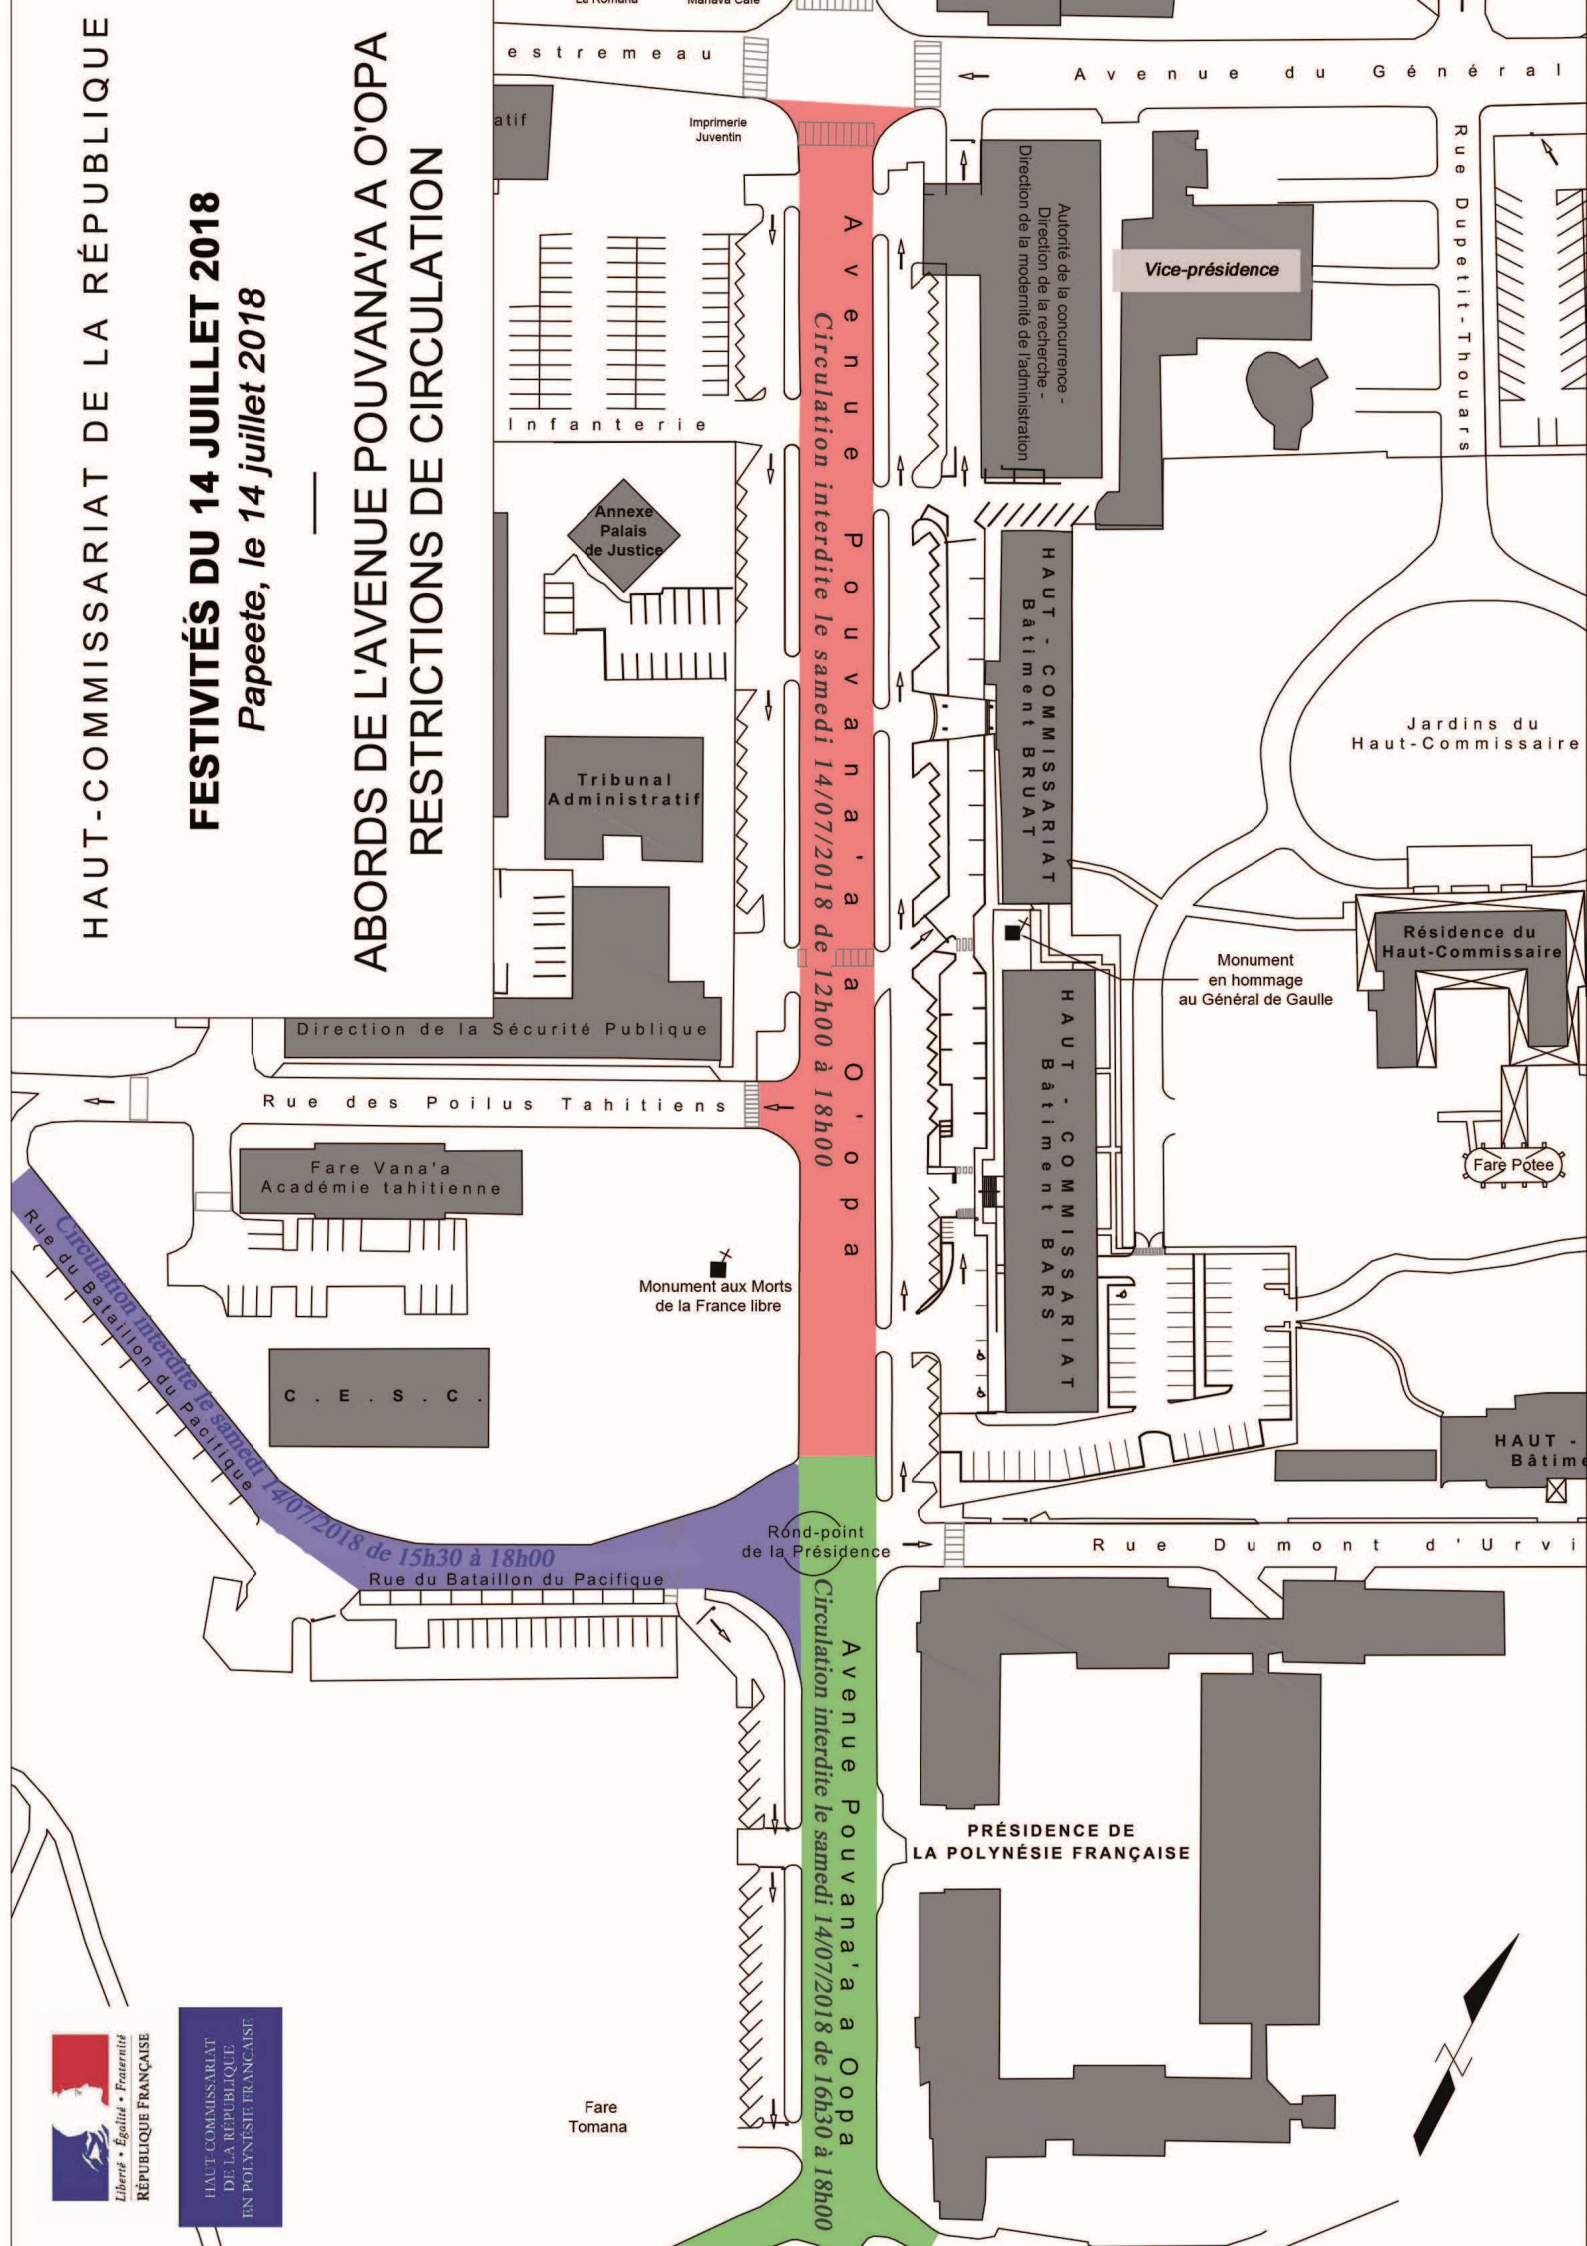 HAUT-COMMISSARIAT DE LA RÉPUBLIQUE
FESTIVITÉS DU 14 JUILLET 2018
Papeete, le 14 juillet 2018
ABORDS DE L'AVENUE POUVANA'A A O'OPA
RESTRICTIONS DE CIRCULATION
estremeau
Avenue du Général
atif
Imprimerie
Juventin
Rue Dupetit-Thouars
Autorité de la concurrence -
Direction de la recherche -
Direction de la modernité de l'administration
Vice-présidence
Avenue Pouvana'a a O'opa
Circulation interdite le samedi 14/07/2018 de 12h00 à 18h00
Infanterie
Annexe
Palais
de Justice
HAUT - COMMISSARIAT
Bâtiment BRUAT
Jardins du
Haut-Commissaire
Tribunal
Administratif
Résidence du
Haut-Commissaire
Monument
en hommage
au Général de Gaulle
Direction de la Sécurité Publique
HAUT - COMMISSARIAT
Bâtiment BARS
Rue des Poilus Tahitiens
Fare Vana'a
Académie tahitienne
Fare Potee
Monument aux Morts
de la France libre
Circulation interdite le samedi 14/07/2018 de 15h30 à 18h00
Rue du Bataillon du Pacifique
C.E.S.C.
HAUT -
Bâtime
Rond-point
de la Présidence
Rue Dumont d'Urvi
Rue du Bataillon du Pacifique
Avenue Pouvana'a a Oopa
Circulation interdite le samedi 14/07/2018 de 16h30 à 18h00
PRÉSIDENCE DE
LA POLYNÉSIE FRANÇAISE
Fare
Tomana
Liberté • Égalité • Fraternité
RÉPUBLIQUE FRANÇAISE
HAUT-COMMISSARIAT
DE LA RÉPUBLIQUE
EN POLYNÉSIE FRANÇAISE